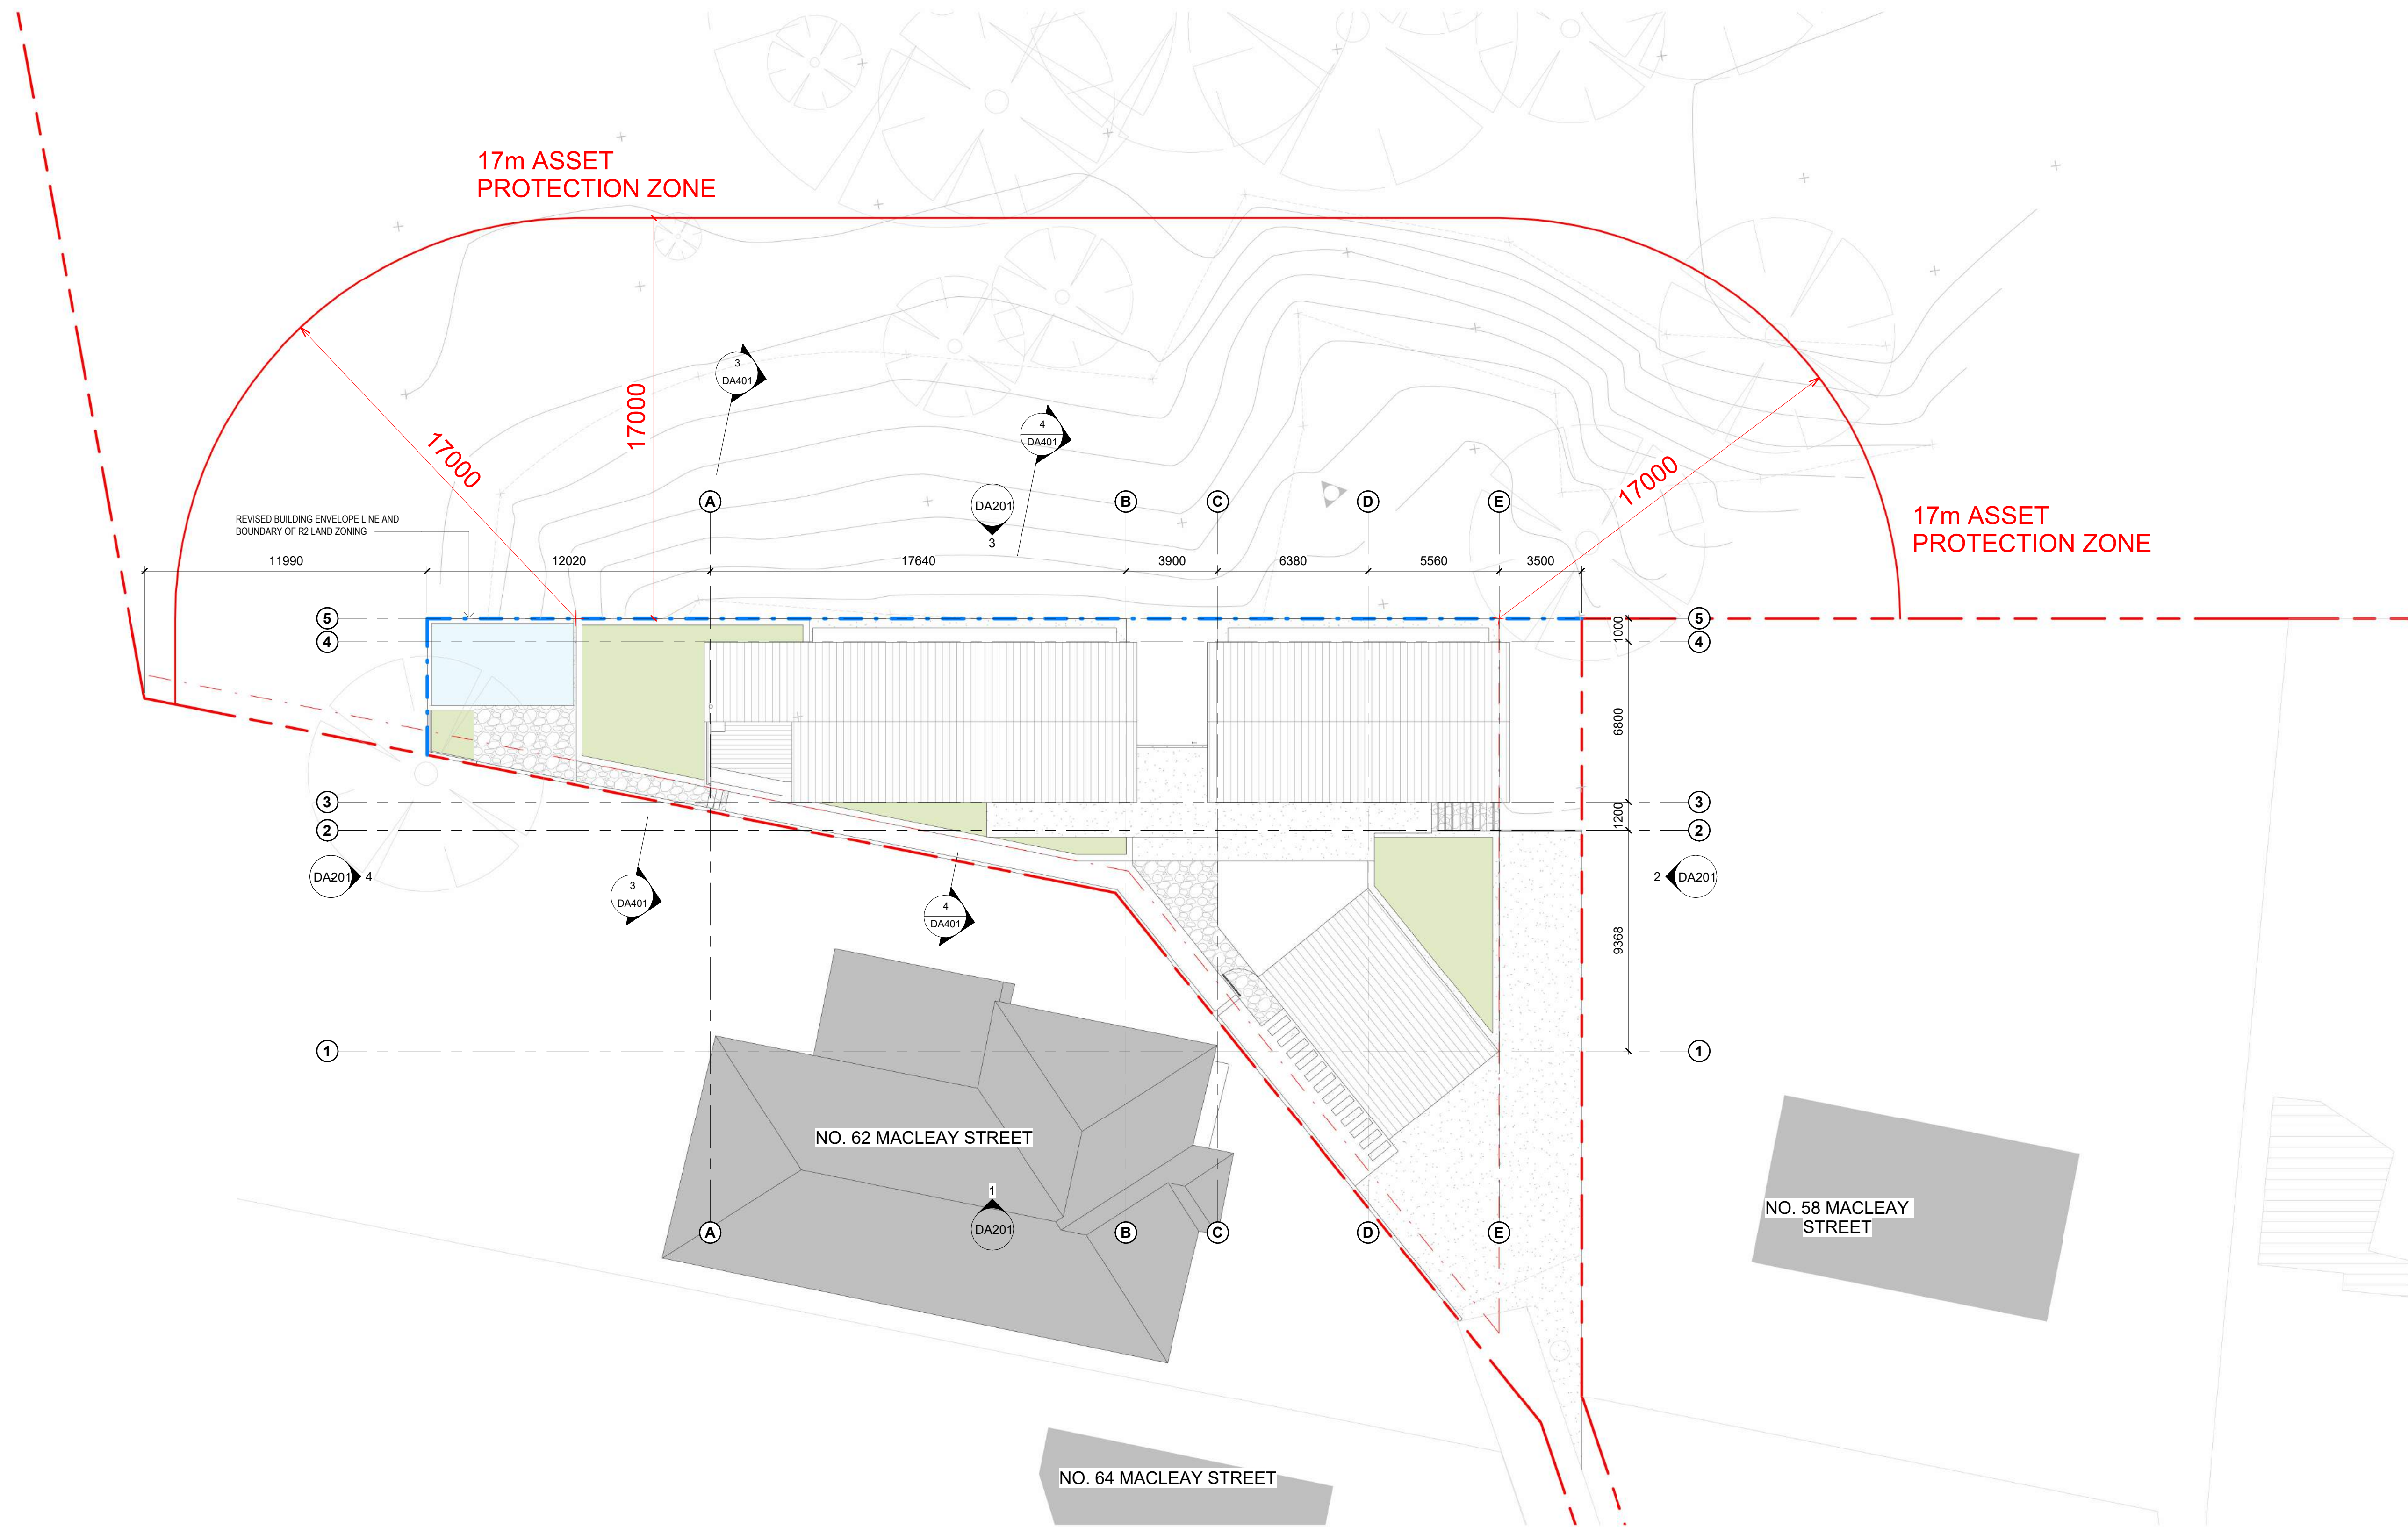 17m ASSET
PROTECTION ZONE
3
DA401
17000
17000
4
DA401
17000
A
DA201
3
B
C
D
E
17m ASSET
PROTECTION ZONE
REVISED BUILDING ENVELOPE LINE AND
BOUNDARY OF R2 LAND ZONING
11990
12020
17640
3900
6380
5560
3500
5
5
1000
4
4
6800
3
3
1200
2
2
DA201
4
3
DA401
4
DA401
2
DA201
9368
1
1
NO. 62 MACLEAY STREET
1
DA201
A
B
C
D
E
NO. 58 MACLEAY
STREET
NO. 64 MACLEAY STREET